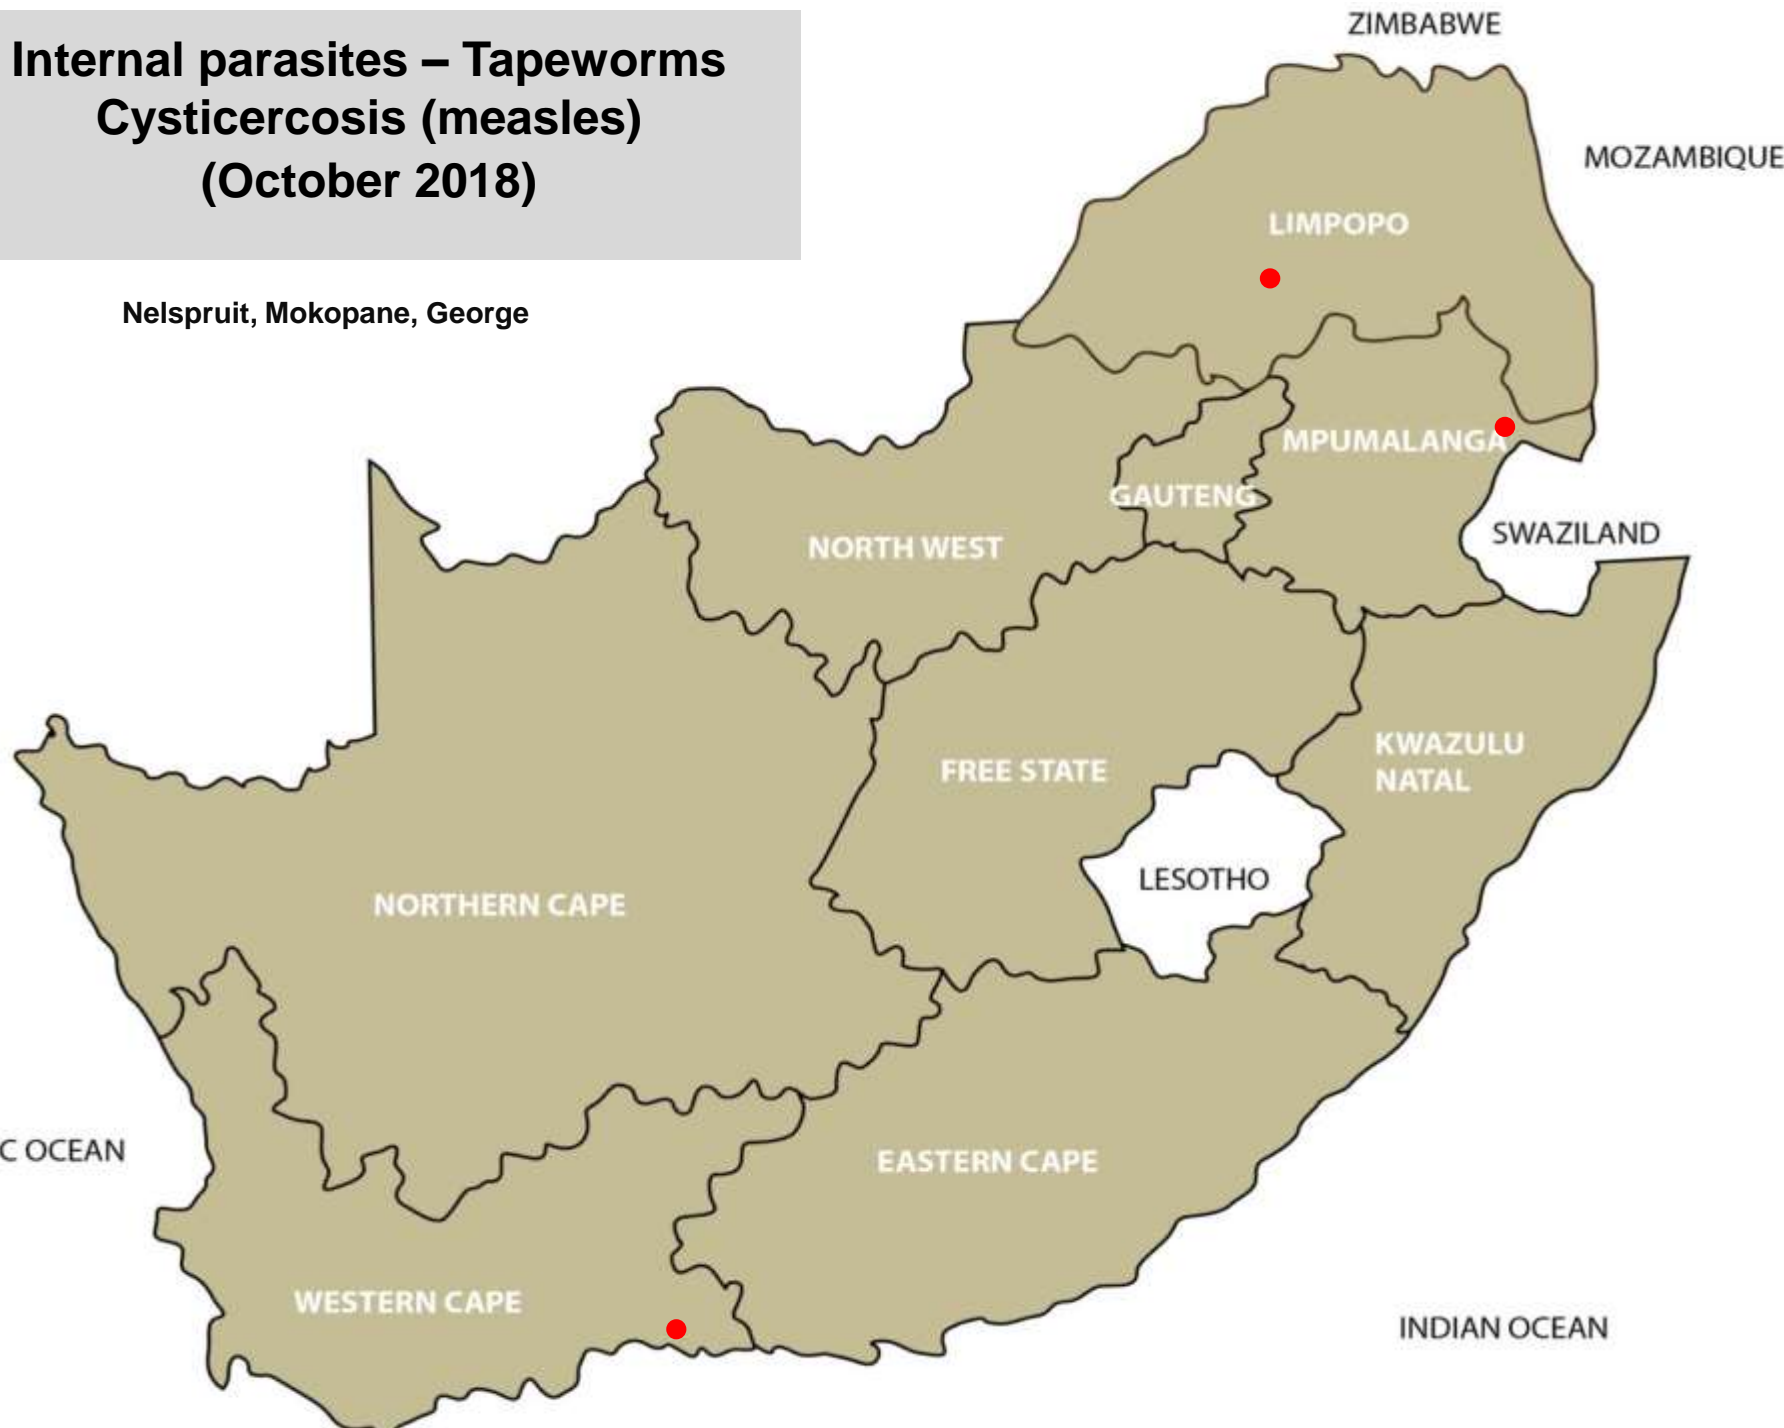 Internal parasites – Tapeworms
Cysticercosis (measles)
(October 2018)
Nelspruit, Mokopane, George
ZIMBABWE
MOZAMBIQUE
LIMPOPO
MPUMALANGA
GAUTENG
SWAZILAND
NORTH WEST
KWAZULU
NATAL
FREE STATE
LESOTHO
NORTHERN CAPE
C OCEAN
EASTERN CAPE
WESTERN CAPE
INDIAN OCEAN